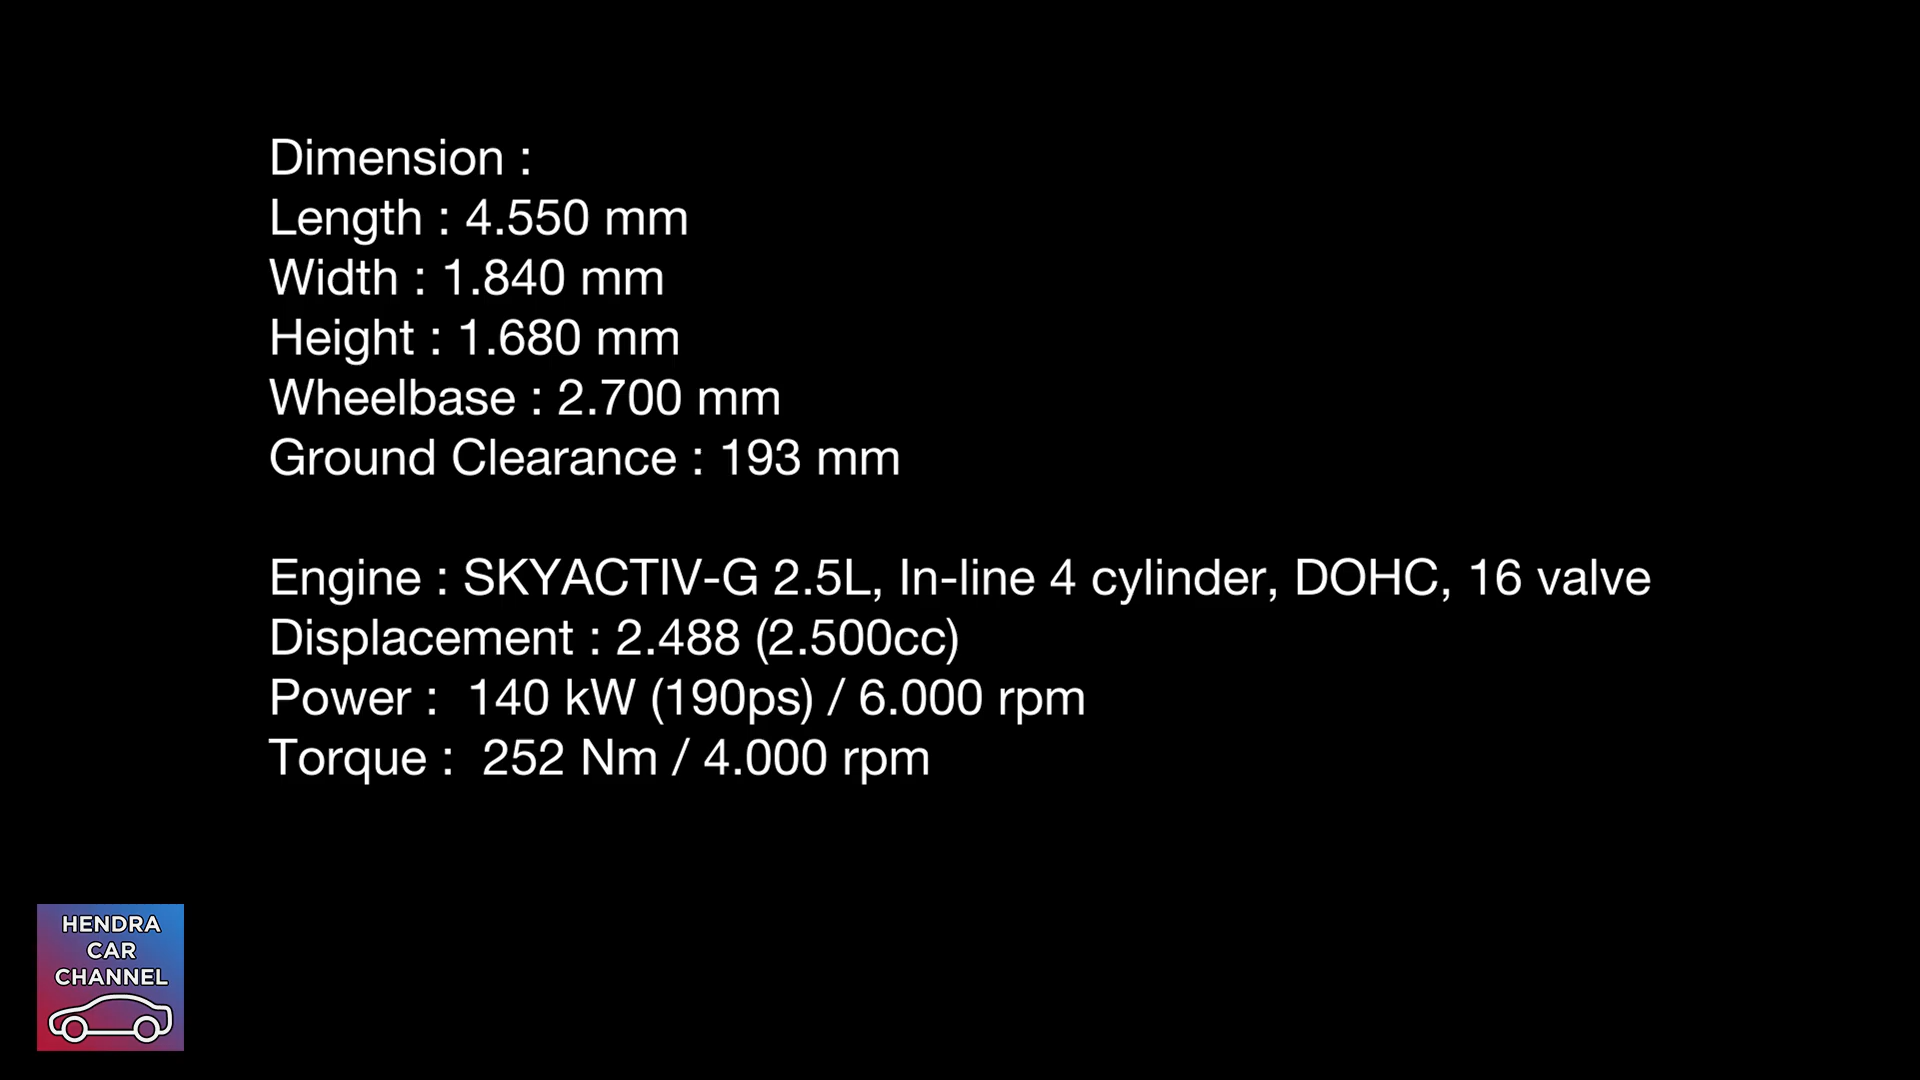 Dimension :
Length : 4.550 mm
Width : 1.840 mm
Height : 1.680 mm
Wheelbase : 2.700 mm
Ground Clearance : 193 mm
Engine : SKYACTIV-G 2.5L, In-line 4 cylinder, DOHC, 16 valve
Displacement : 2.488 (2.500cc)
Power :  140 kW (190ps) / 6.000 rpm
Torque :  252 Nm / 4.000 rpm
HENDRA
CAR
CHANNEL